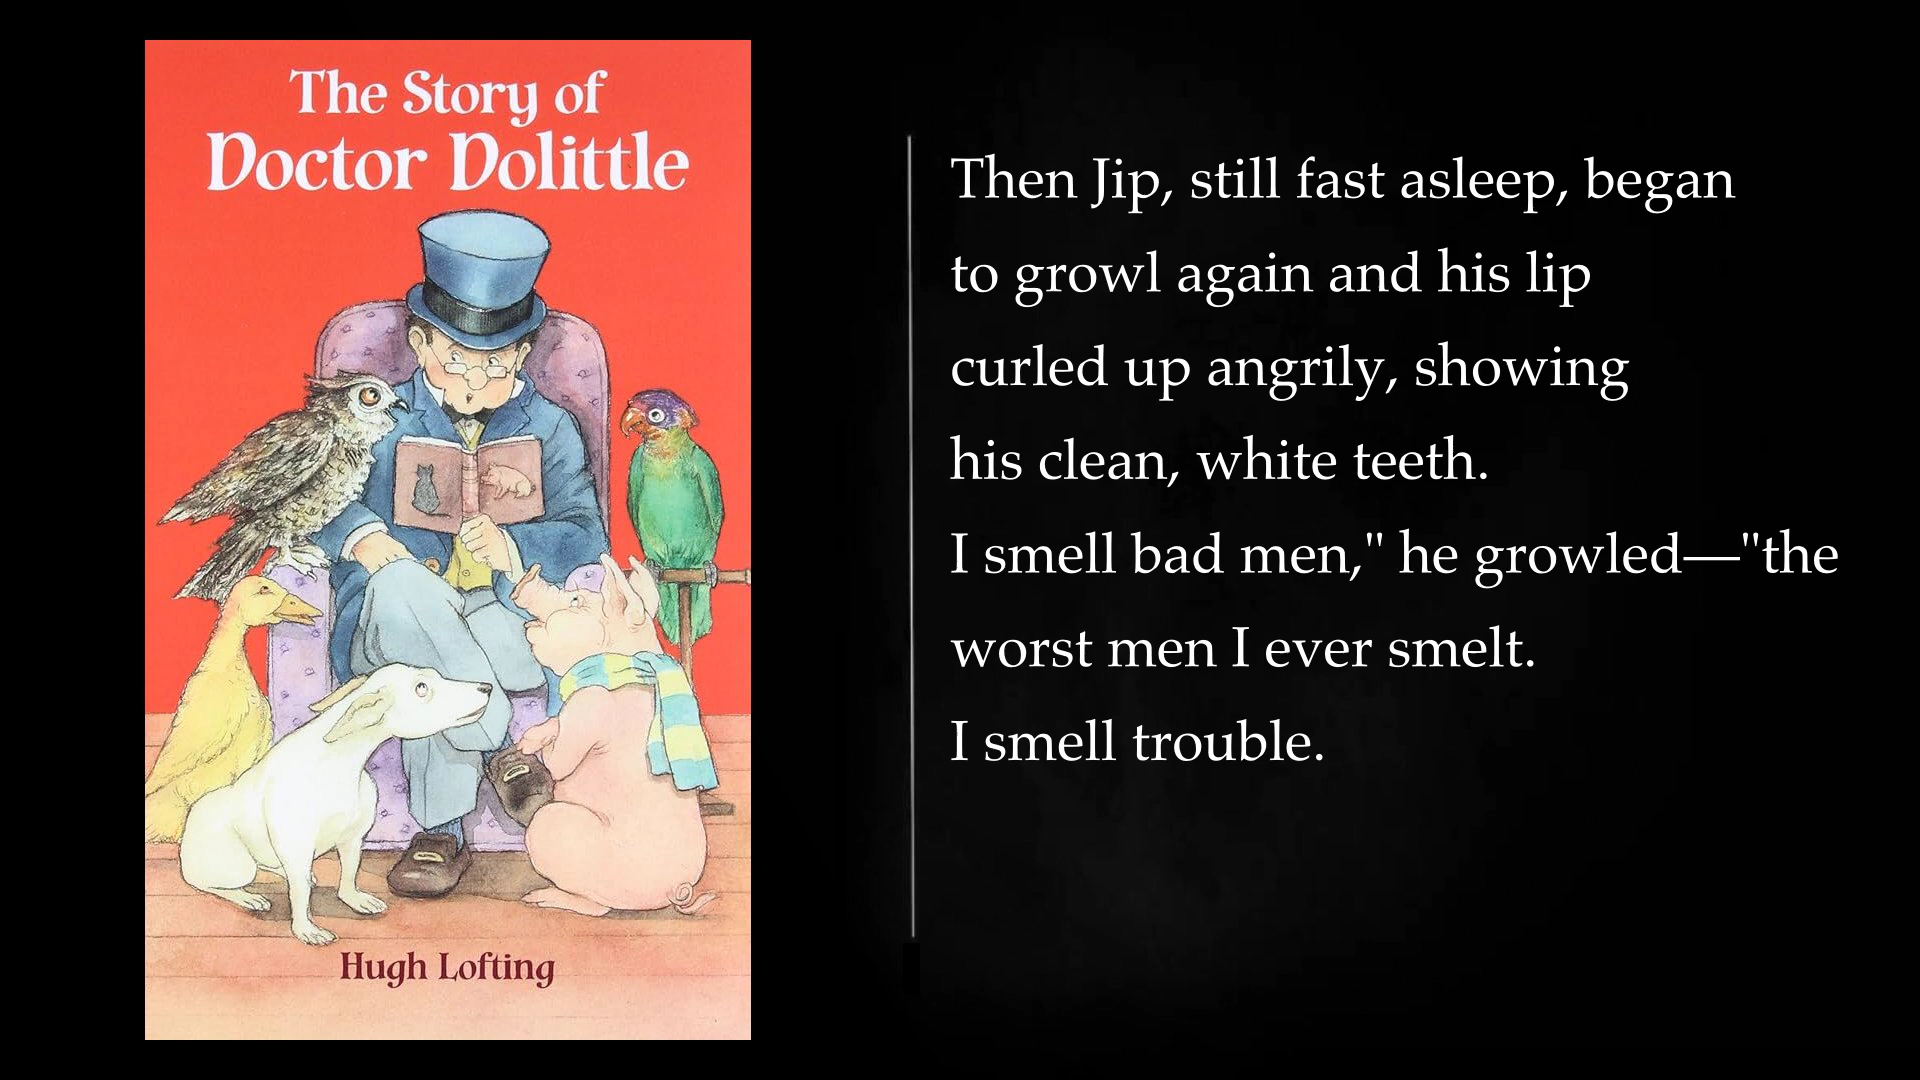 The Story of
Doctor Dolittle
Hugh Lofting
Then Jip, still fast asleep, began
to growl again and his lip
curled up angrily, showing
his clean, white teeth.
I smell bad men," he growled—"the
worst men I ever smelt.
I smell trouble.